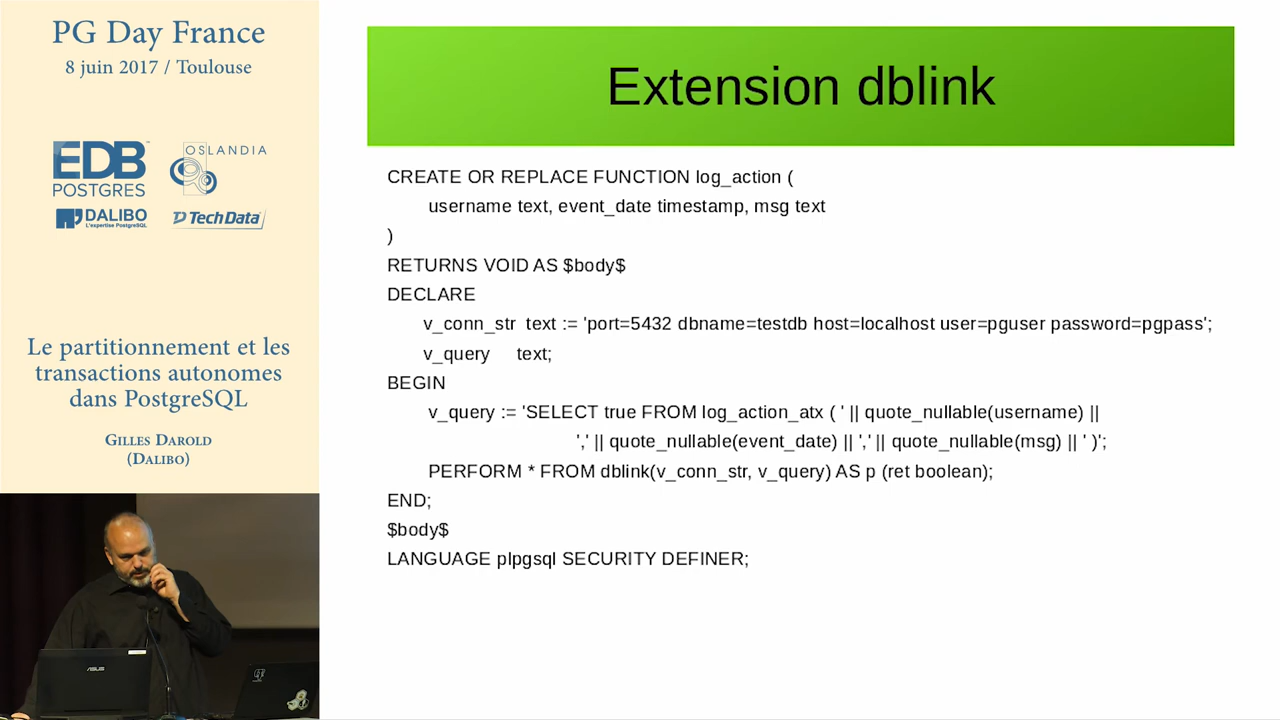 PG Day France
8 juin 2017 / Toulouse
EDB
POSTGRES
OSLANDIA
DALIBO
L'expertise PostgreSQL
TechData
Le partitionnement et les
transactions autonomes
dans PostgreSQL
GILLES DAROLD
(DALIBO)
ASUS
Extension dblink
CREATE OR REPLACE FUNCTION log_action (
username text, event_date timestamp, msg text
)
RETURNS VOID AS $body$
DECLARE
v_conn_str text := 'port=5432 dbname=testdb host=localhost user=pguser password=pgpass';
v_query text;
BEGIN
v_query := 'SELECT true FROM log_action_atx ( ' || quote_nullable(username) ||
',' || quote_nullable(event_date) || ',' || quote_nullable(msg) || ' )';
PERFORM * FROM dblink(v_conn_str, v_query) AS p (ret boolean);
END;
$body$
LANGUAGE plpgsql SECURITY DEFINER;